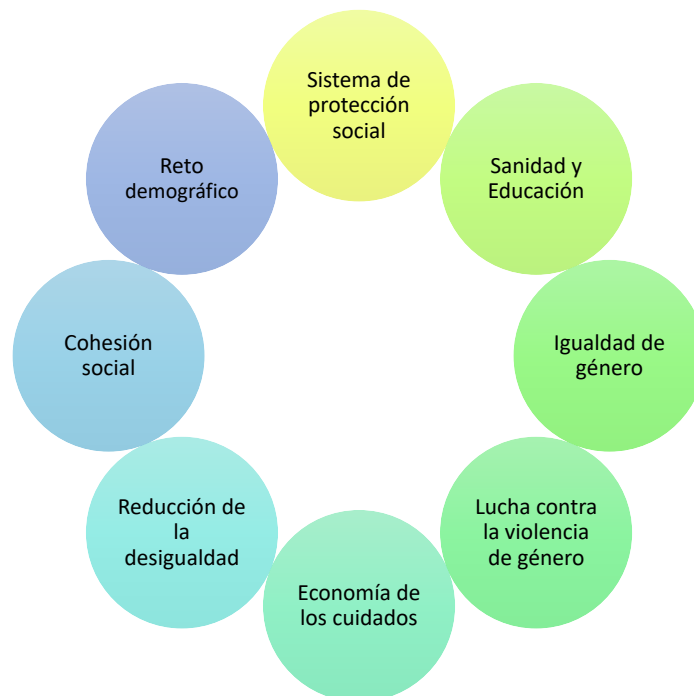 Sistema de
protección
social
Sanidad y
Educación
Igualdad de
género
Lucha contra
la violencia
de género
Economía de
los cuidados
Reducción de
la
desigualdad
Cohesión
social
Reto
demográfico